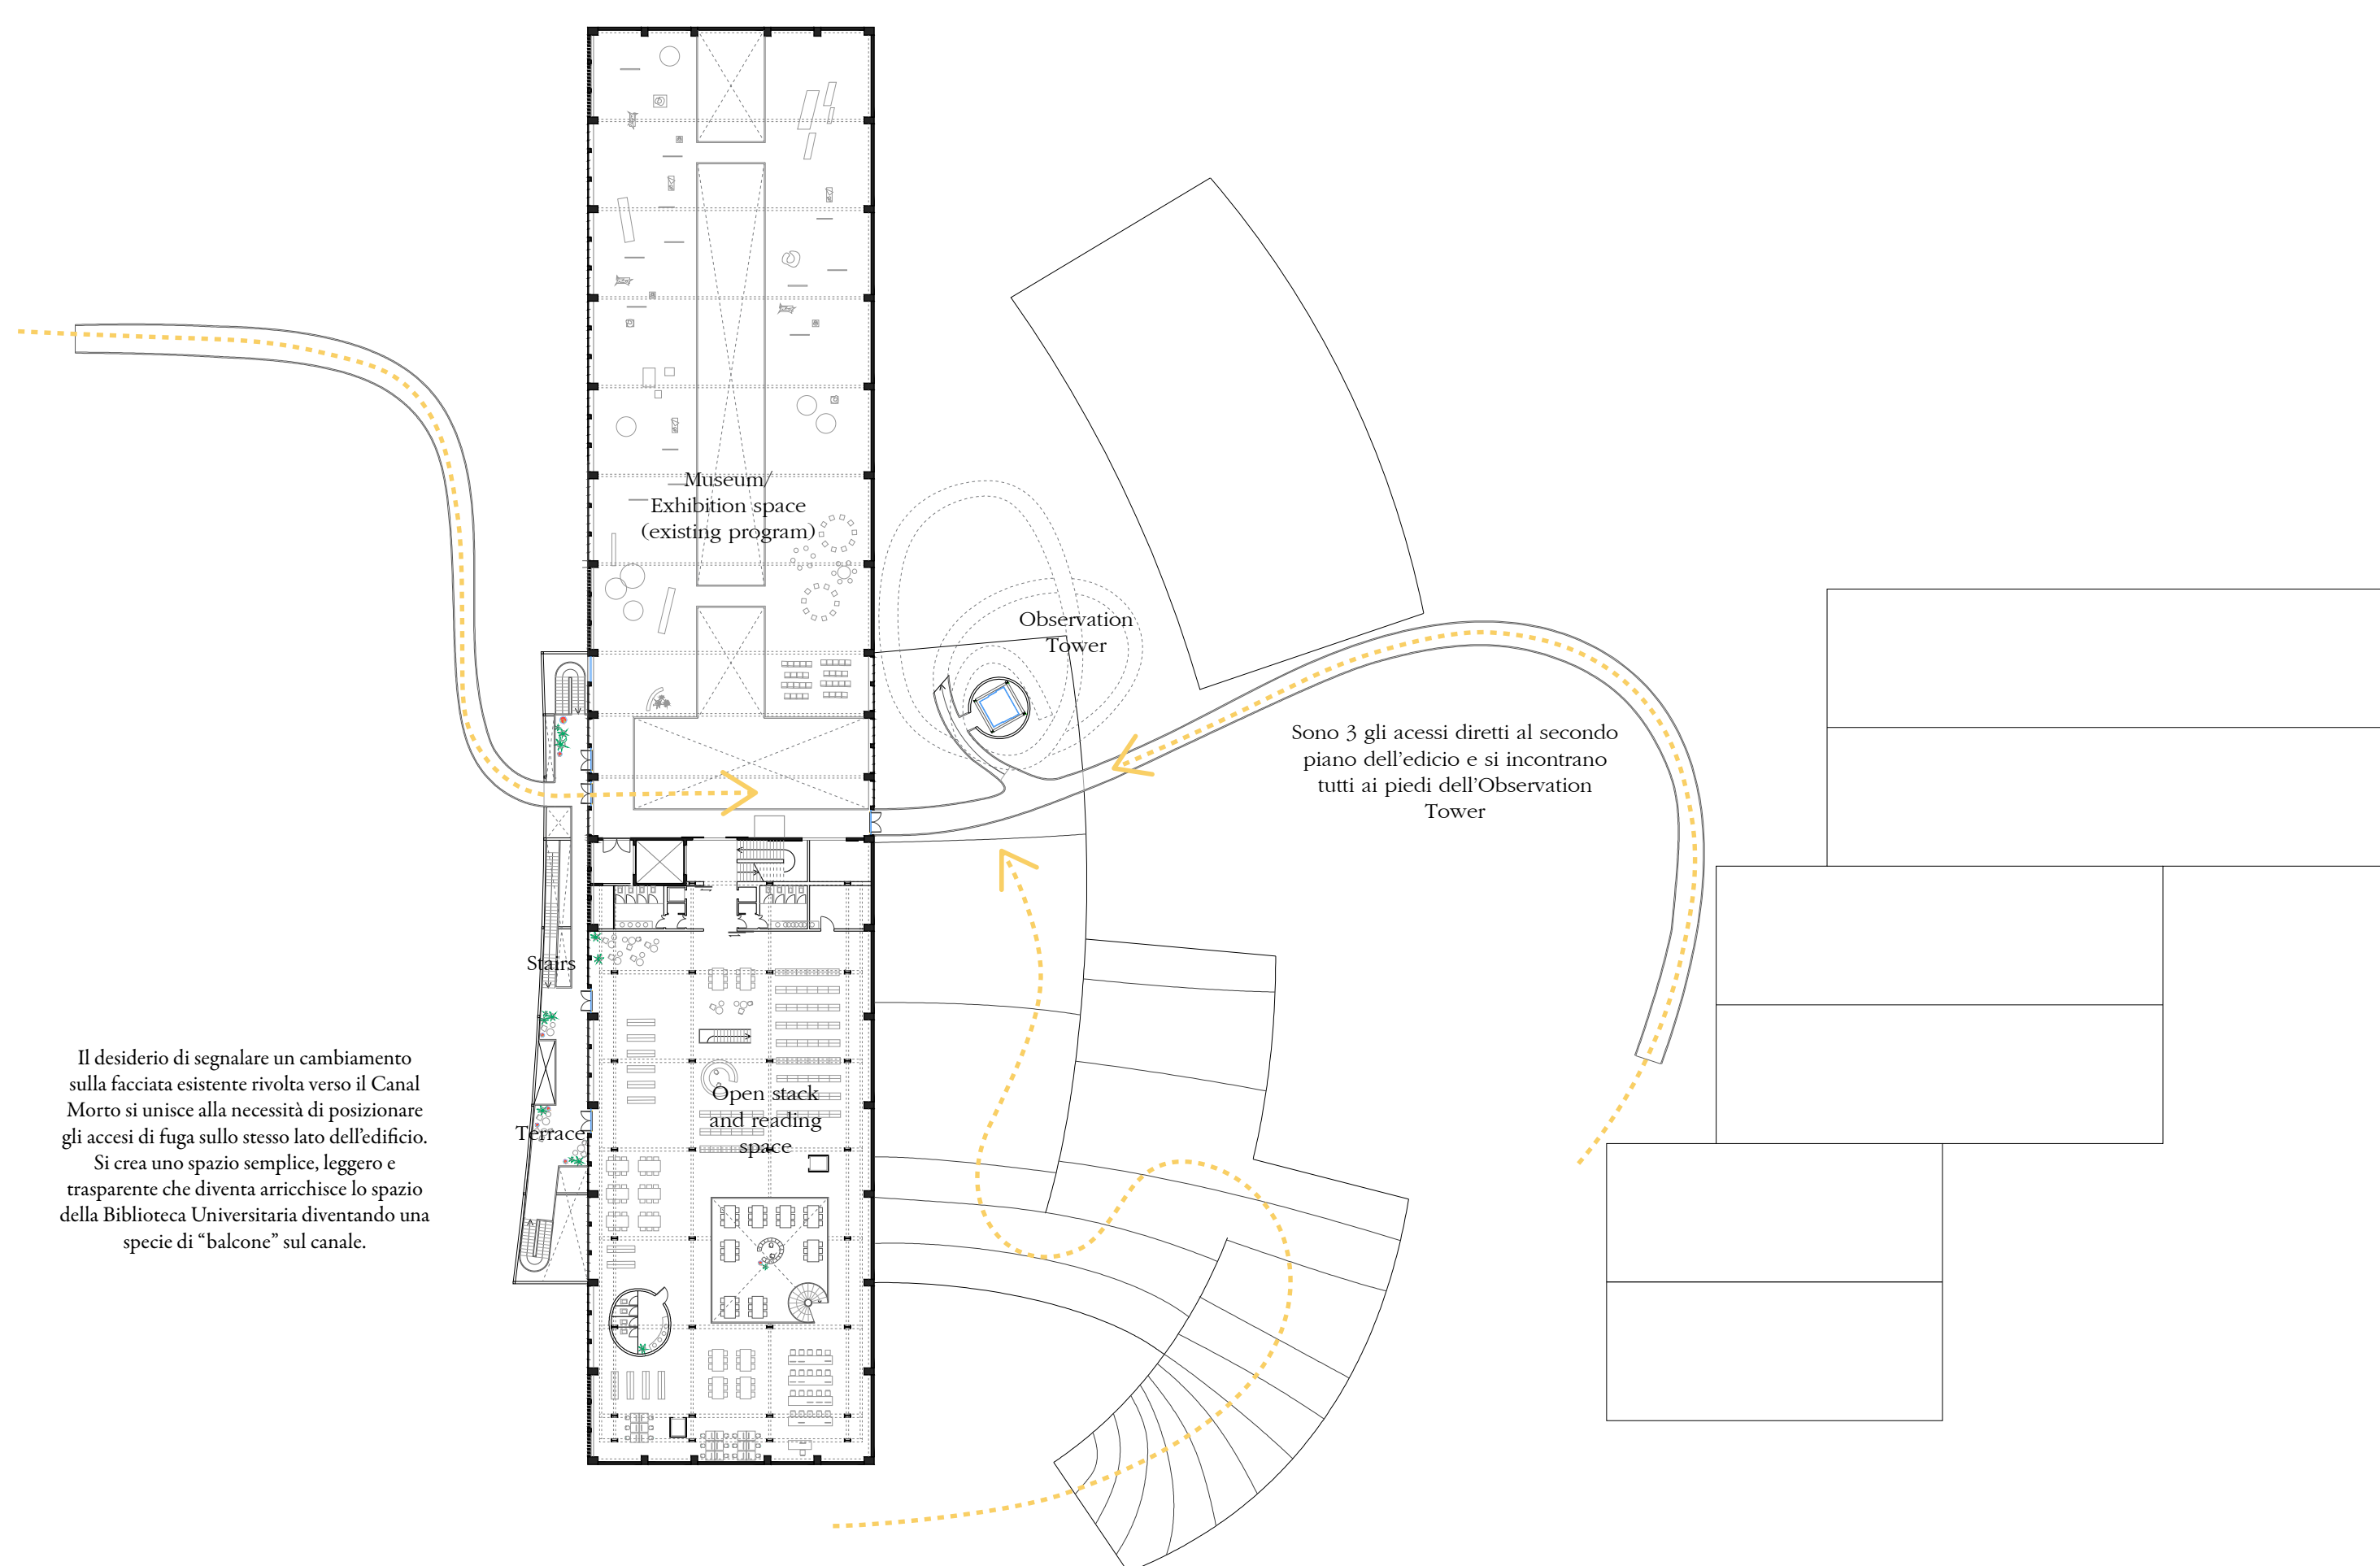 Museum/
Exhibition space
(existing program)
Observation
Tower
Sono 3 gli acessi diretti al secondo
piano dell'edicio e si incontrano
tutti ai piedi dell'Observation
Tower
Stairs
Il desiderio di segnalare un cambiamento
sulla facciata esistente rivolta verso il Canal
Morto si unisce alla necessità di posizionare
gli accesi di fuga sullo stesso lato dell'edificio.
Si crea uno spazio semplice, leggero e
trasparente che diventa arricchisce lo spazio
della Biblioteca Universitaria diventando una
specie di “balcone” sul canale.
Open stack
and reading
space
Terrace